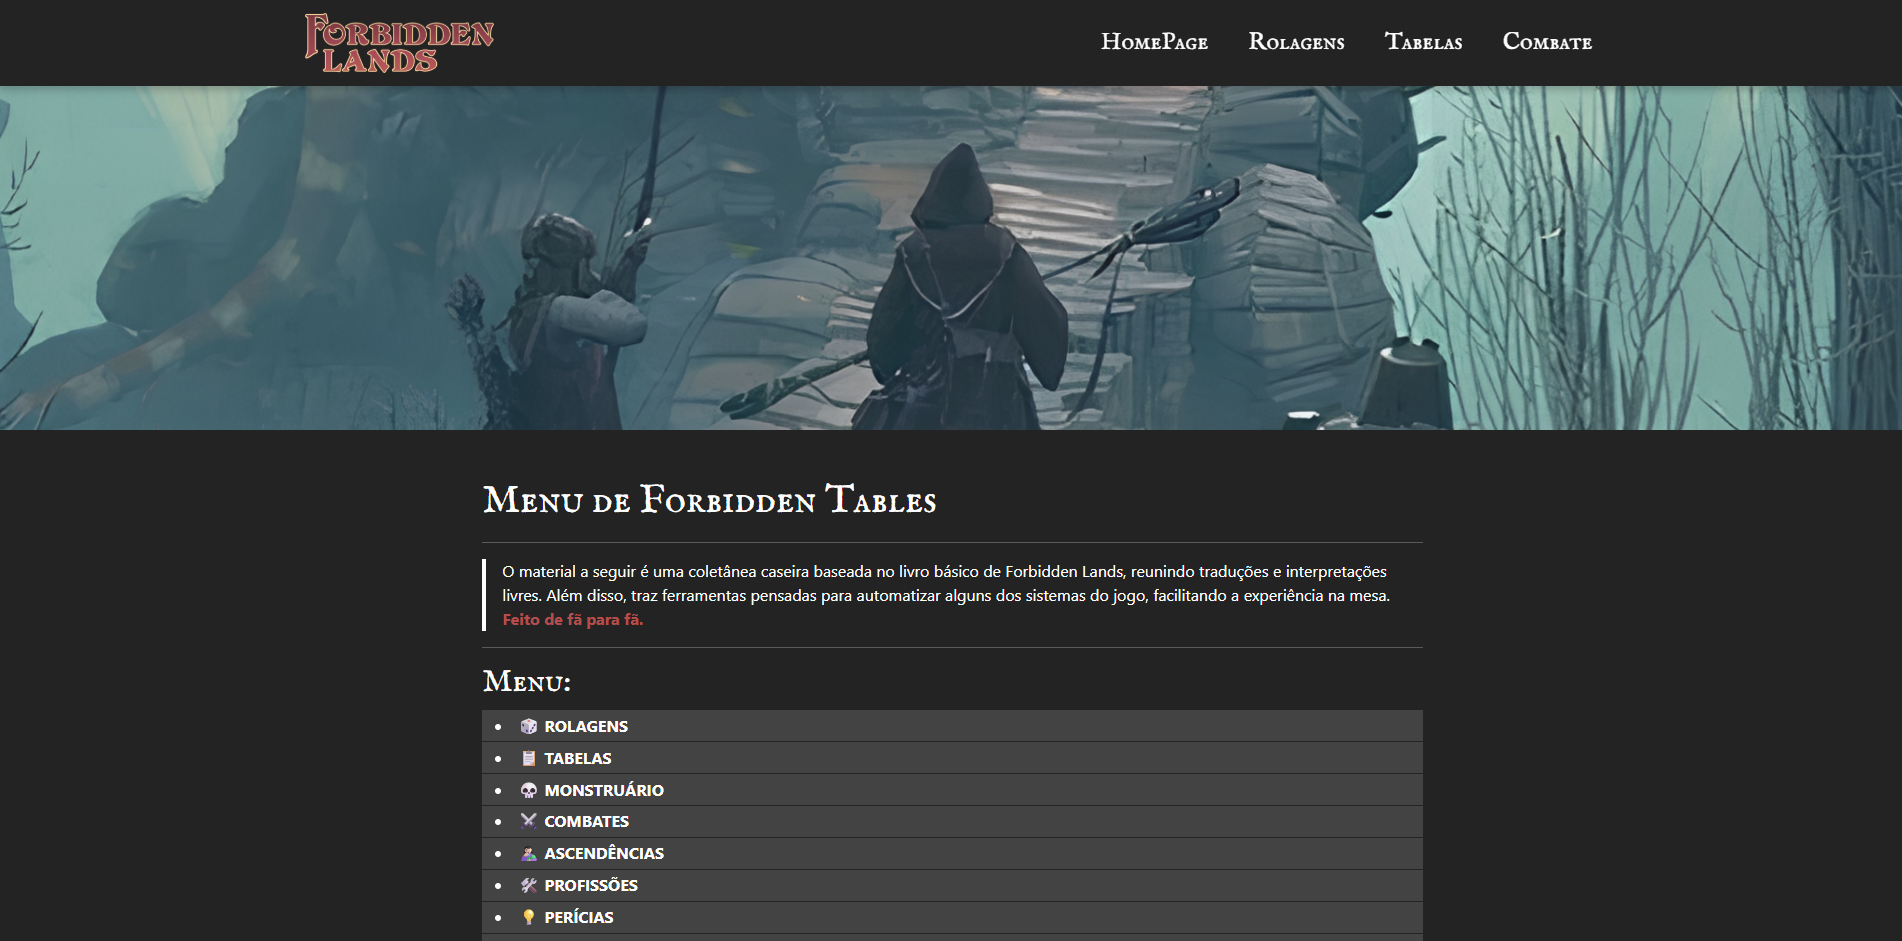 Forbidden
Lands
HomePage Rolagens Tabelas Combate
Menu de Forbidden Tables
O material a seguir é uma coletânea caseira baseada no livro básico de Forbidden Lands, reunindo traduções e interpretações
livres. Além disso, traz ferramentas pensadas para automatizar alguns dos sistemas do jogo, facilitando a experiência na mesa.
Feito de fã para fã.
Menu:
• 🎲 ROLAGENS
• 📋 TABELAS
• 💀 MONSTRUÁRIO
• ⚔️ COMBATES
• 🧝🏻 ASCENDÊNCIAS
• 🛠️ PROFISSÕES
• 💡 PERÍCIAS